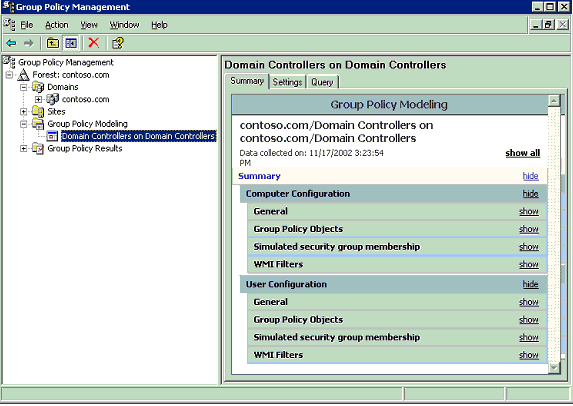 Group Policy Management
File Action View Window Help
Group Policy Management
Forest: contoso.com
Domains
contoso.com
Sites
Group Policy Modeling
Domain Controllers on Domain Controllers
Group Policy Results
Domain Controllers on Domain Controllers
Summary Settings Query
Group Policy Modeling
contoso.com/Domain Controllers on
contoso.com/Domain Controllers
Data collected on: 11/17/2002 3:23:54 show all
PM
Summary hide
Computer Configuration hide
General show
Group Policy Objects show
Simulated security group membership show
WMI Filters show
User Configuration hide
General show
Group Policy Objects show
Simulated security group membership show
WMI Filters show